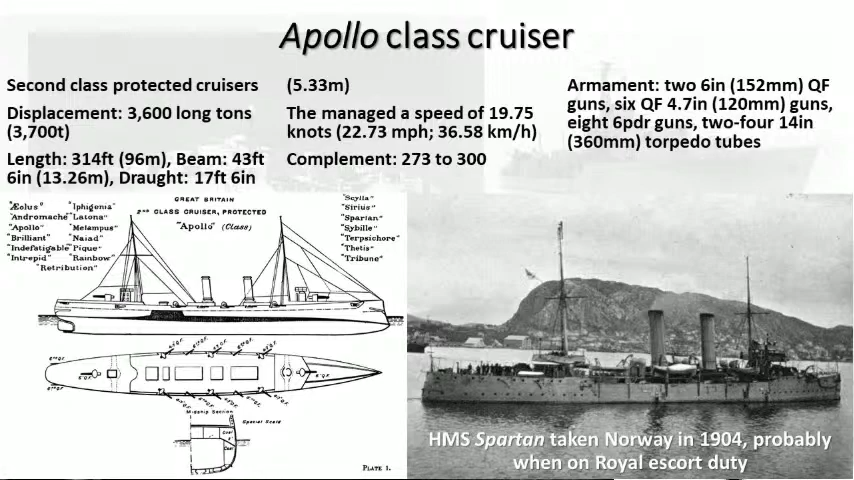 Apollo class cruiser
Second class protected cruisers
Displacement: 3,600 long tons
(3,700t)
Length: 314ft (96m), Beam: 43ft
6in (13.26m), Draught: 17ft 6in
(5.33m)
The managed a speed of 19.75
knots (22.73 mph; 36.58 km/h)
Complement: 273 to 300
Armament: two 6in (152mm) QF
guns, six QF 4.7in (120mm) guns,
eight 6pdr guns, two-four 14in
(360mm) torpedo tubes
GREAT BRITAIN
2ND CLASS CRUISER, PROTECTED
"Apollo" (Class)
"Æolus"
"Andromache"
"Apollo"
"Brilliant"
"Indefatigable"
"Intrepid"
"Iphigenia"
"Latona"
"Melampus"
"Naiad"
"Pique"
"Rainbow"
"Retribution"
"Scylla"
"Sirius"
"Spartan"
"Sybille"
"Terpsichore"
"Thetis"
"Tribune"
6" Q.F.
6" Q.F.
Midship Section
Special Scale
Coal
Coal
PLATE 1.
HMS Spartan taken Norway in 1904, probably
when on Royal escort duty